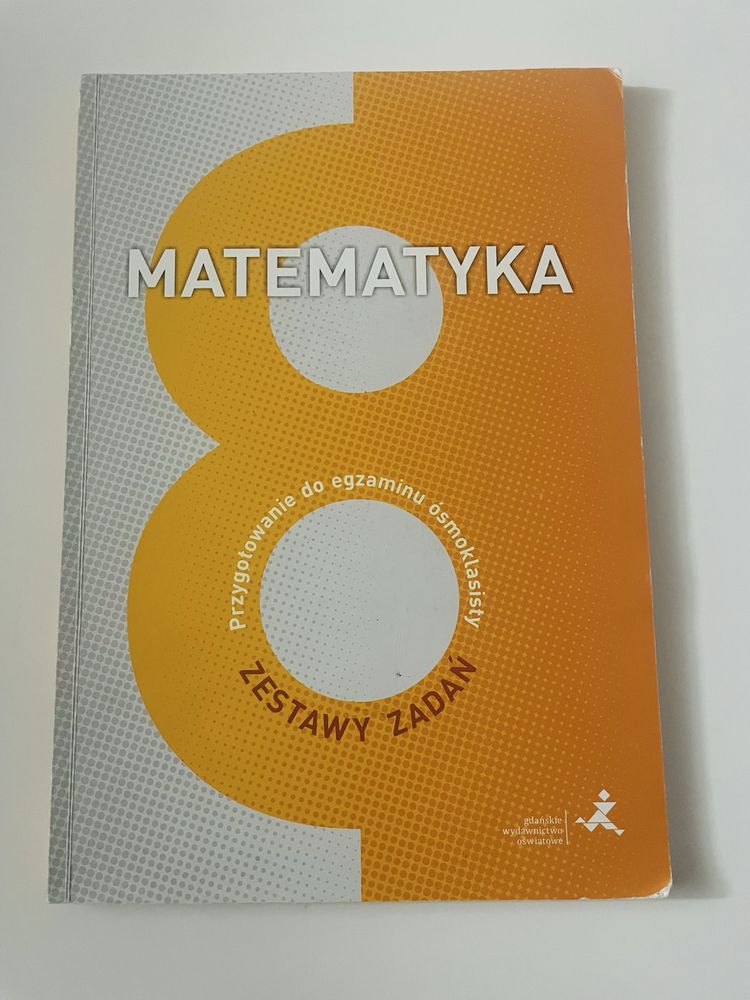 MATEMATYKA
Przygotowanie do egzaminu ósmoklasisty
ZESTAWY ZADAŃ
gdańskie
wydawnictwo
oświatowe